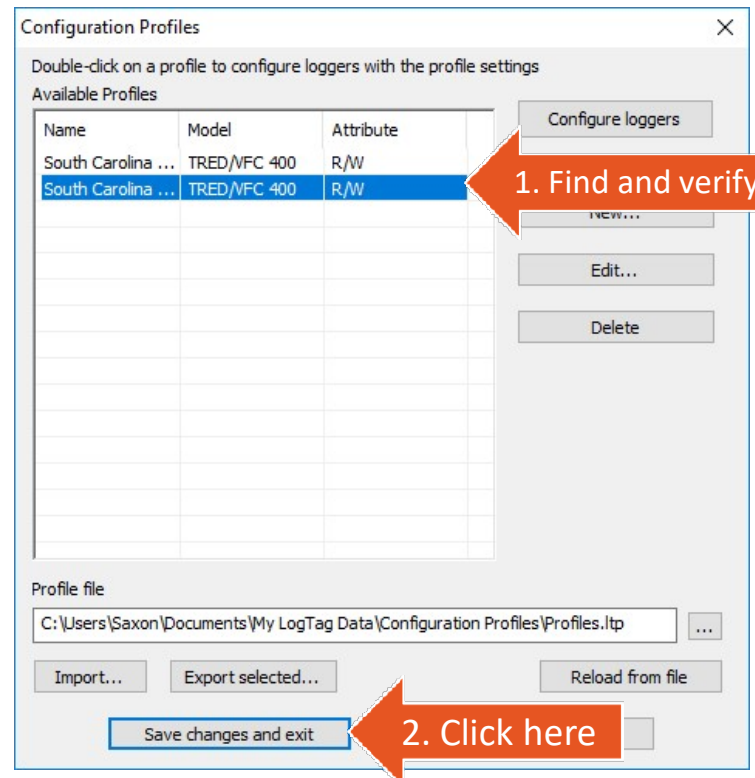 Configuration Profiles
Double-click on a profile to configure loggers with the profile settings
Available Profiles
Name Model Attribute
South Carolina ... TRED/VFC 400 R/W
South Carolina ... TRED/VFC 400 R/W
Configure loggers
1. Find and verify
New...
Edit...
Delete
Profile file
C:\Users\Saxon\Documents\My LogTag Data\Configuration Profiles\Profiles.ltp ...
Import... Export selected... Reload from file
Save changes and exit
2. Click here